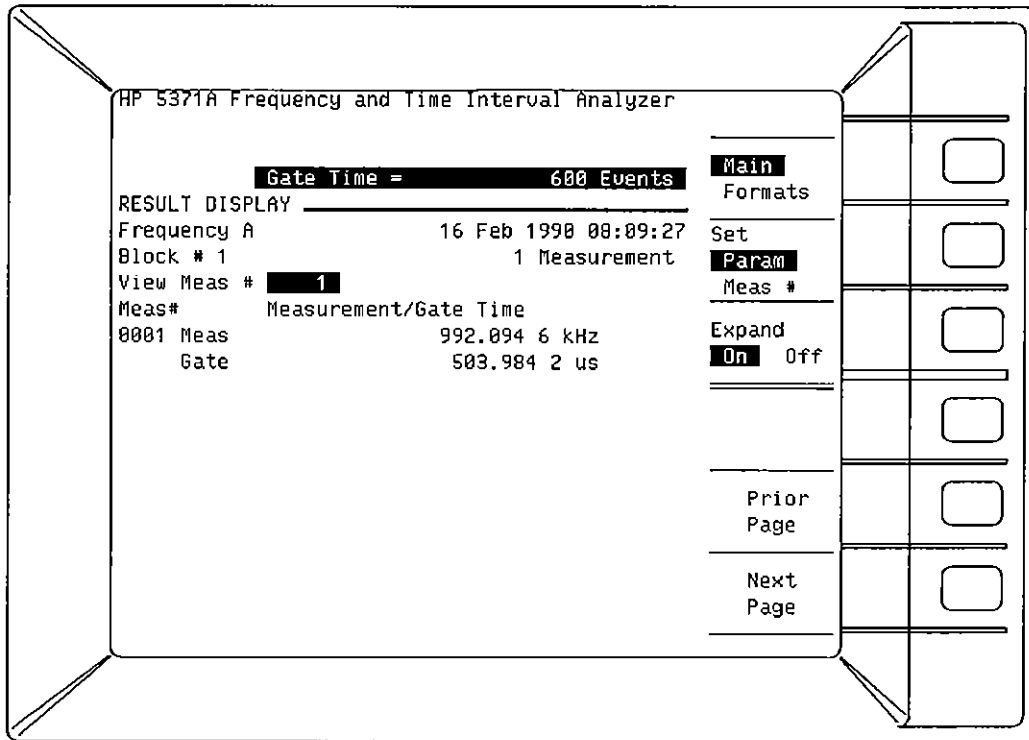 HP 5371A Frequency and Time Interval Analyzer
Gate Time = 600 Events
RESULT DISPLAY
Frequency A 16 Feb 1990 08:09:27
Block # 1 1 Measurement
View Meas # 1
Meas# Measurement/Gate Time
0001 Meas 992.094 6 kHz
Gate 503.984 2 us
Main
Formats
Set
Param
Meas #
Expand
On Off
Prior
Page
Next
Page